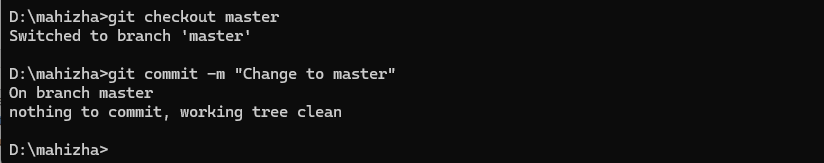 D:\mahizha>git checkout master
Switched to branch 'master'
D:\mahizha>git commit -m "Change to master"
On branch master
nothing to commit, working tree clean
D:\mahizha>